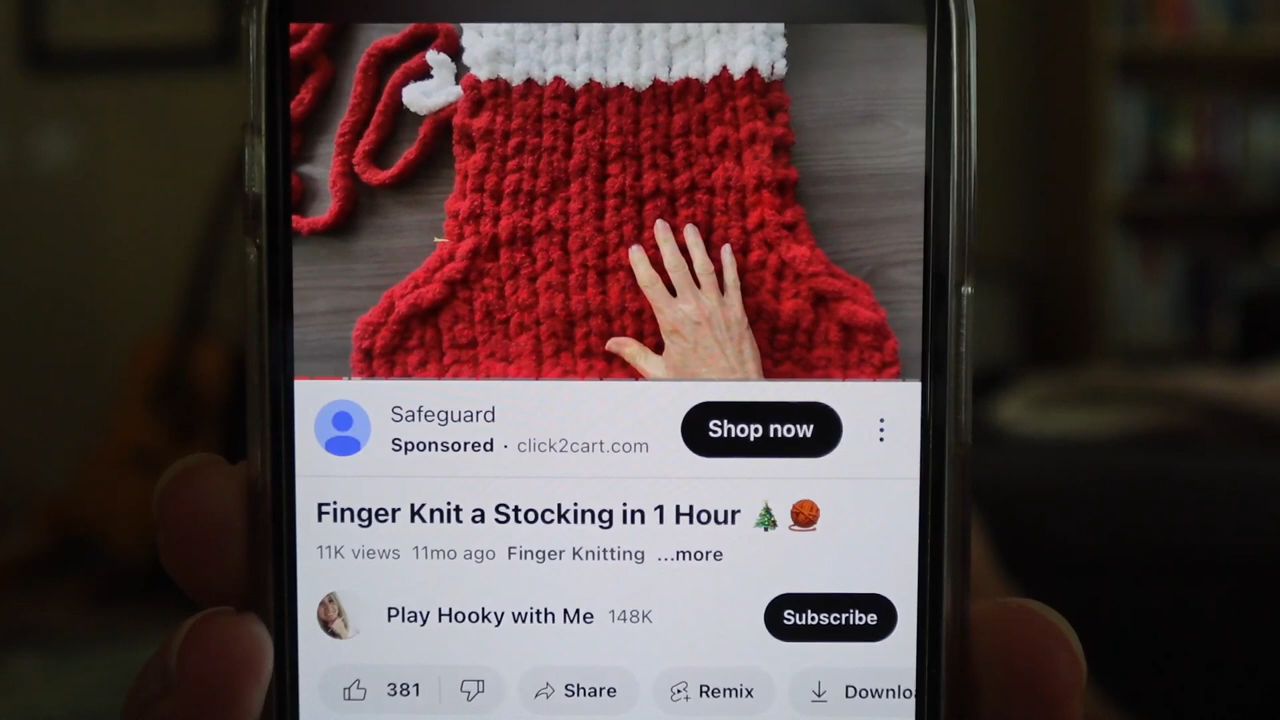 Safeguard
Sponsored · click2cart.com
Shop now
Finger Knit a Stocking in 1 Hour 🎄 🧶
11K views 11mo ago Finger Knitting ...more
Play Hooky with Me 148K
Subscribe
381
Share
Remix
Downlo